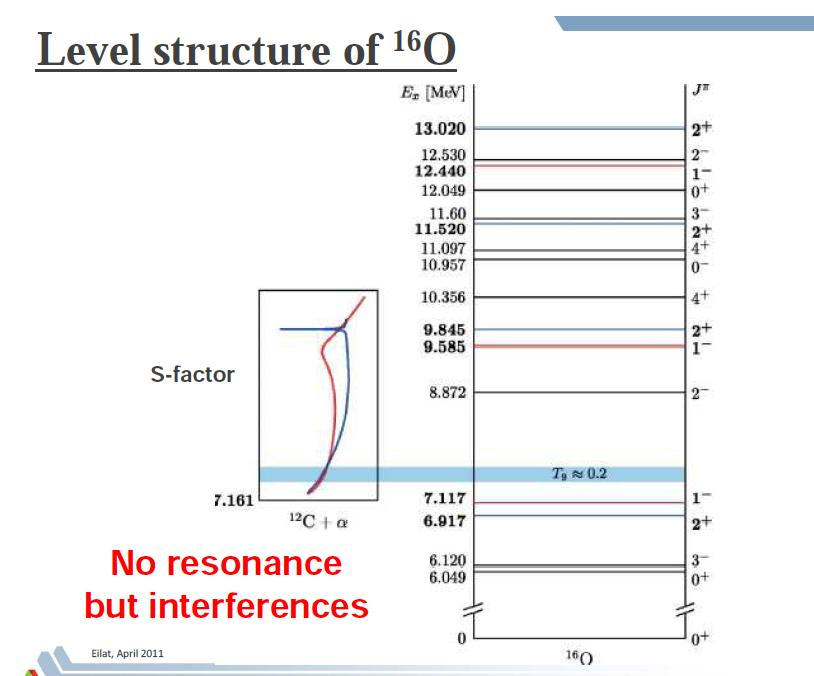 Level structure of ¹⁶O
Eₓ [MeV] Jᵖⁱ
13.020 2⁺
12.530 2⁻
12.440 1⁻
12.049 0⁺
11.60 3⁻
11.520 2⁺
11.097 4⁺
10.957 0⁻
10.356 4⁺
9.845 2⁺
9.585 1⁻
S-factor
8.872 2⁻
T₉ ≈ 0.2
7.161
7.117 1⁻
6.917 2⁺
¹²C + α
6.120 3⁻
6.049 0⁺
No resonance
but interferences
0 0⁺
¹⁶O
Eilat, April 2011